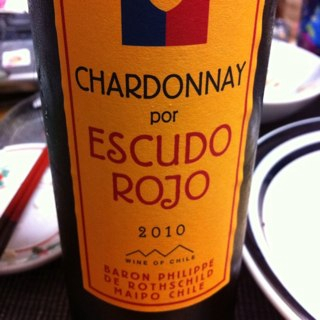 CHARDONNAY
por
ESCUDO
ROJO
2010
WINE OF CHILE
BARON PHILIPPE
DE ROTHSCHILD
MAIPO CHILE